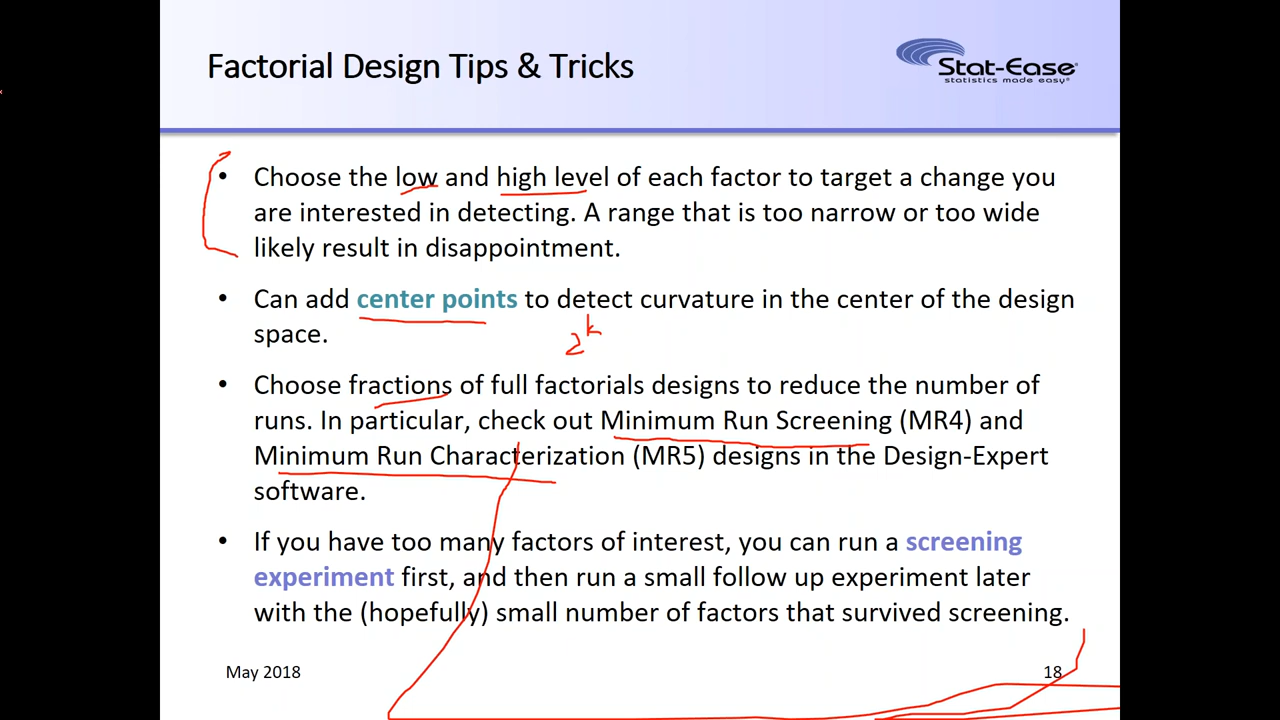 Factorial Design Tips & Tricks
Stat-Ease®
statistics made easy®
• Choose the low and high level of each factor to target a change you
are interested in detecting. A range that is too narrow or too wide
likely result in disappointment.
• Can add center points to detect curvature in the center of the design
space.
2^k
• Choose fractions of full factorials designs to reduce the number of
runs. In particular, check out Minimum Run Screening (MR4) and
Minimum Run Characterization (MR5) designs in the Design-Expert
software.
• If you have too many factors of interest, you can run a screening
experiment first, and then run a small follow up experiment later
with the (hopefully) small number of factors that survived screening.
May 2018
18